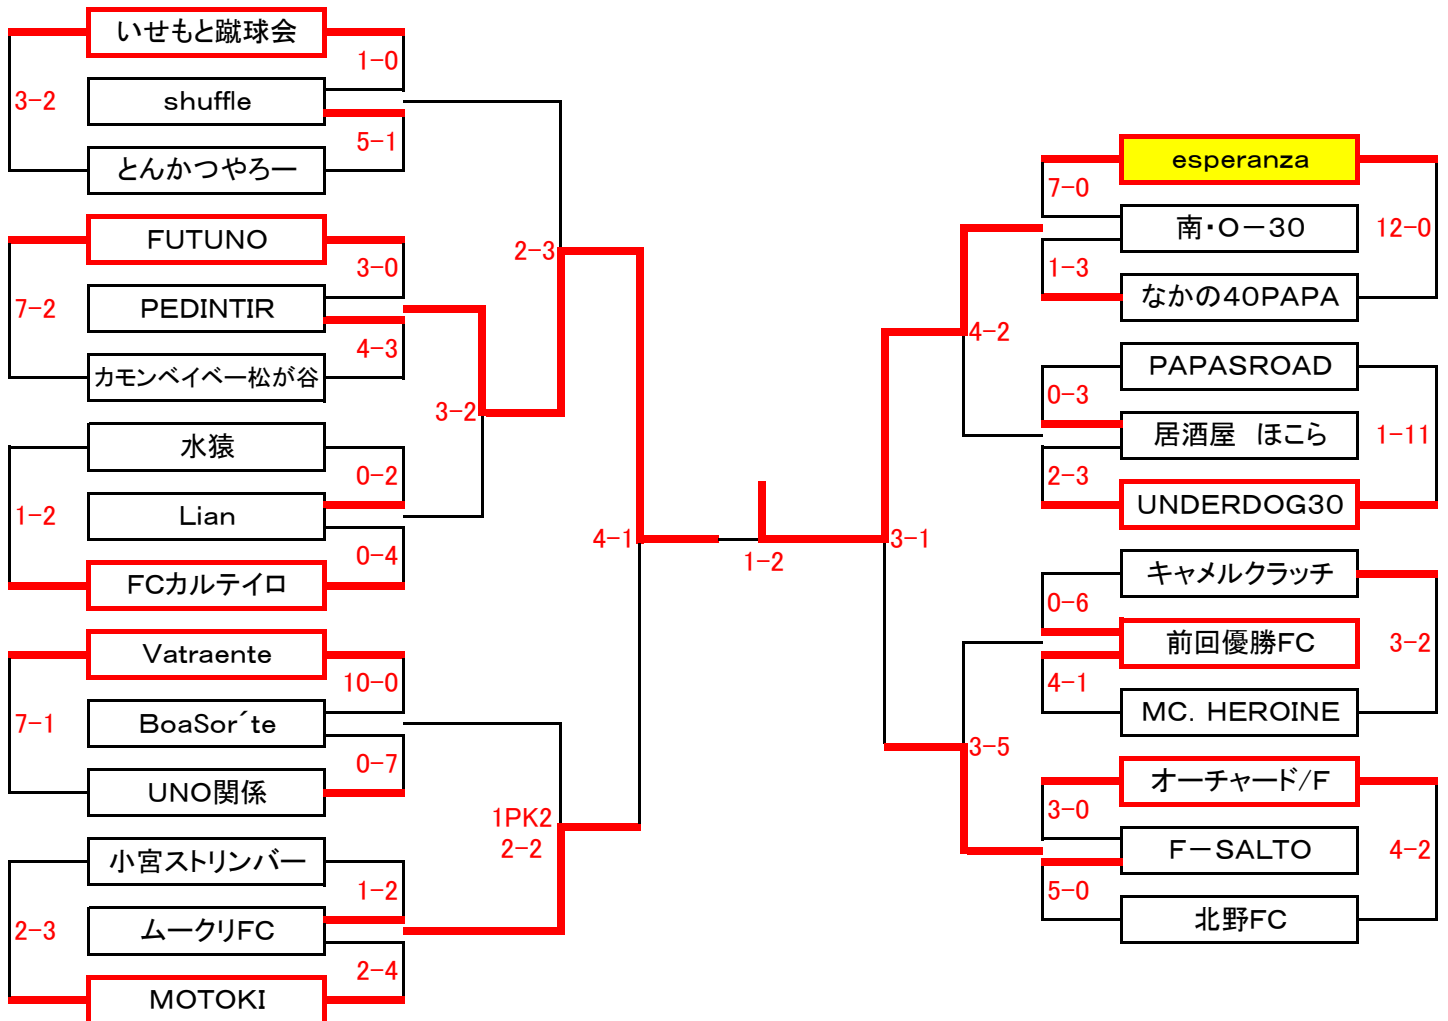 いせもと蹴球会
1-0
3-2
shuffle
5-1
とんかつやろー
FUTUNO
3-0
7-2
PEDINTIR
4-3
カモンベイベー松が谷
水猿
0-2
1-2
Lian
0-4
FCカルテイロ
Vatraente
10-0
7-1
BoaSor´te
0-7
UNO関係
小宮ストリンバー
1-2
2-3
ムークリFC
2-4
MOTOKI
2-3
3-2
1PK2
2-2
4-1
1-2
3-1
4-2
3-5
esperanza
7-0
南・O－30
12-0
1-3
なかの40PAPA
PAPASROAD
0-3
居酒屋　ほこら
1-11
2-3
UNDERDOG30
キャメルクラッチ
0-6
前回優勝FC
3-2
4-1
MC. HEROINE
オーチャード/F
3-0
F－SALTO
4-2
5-0
北野FC